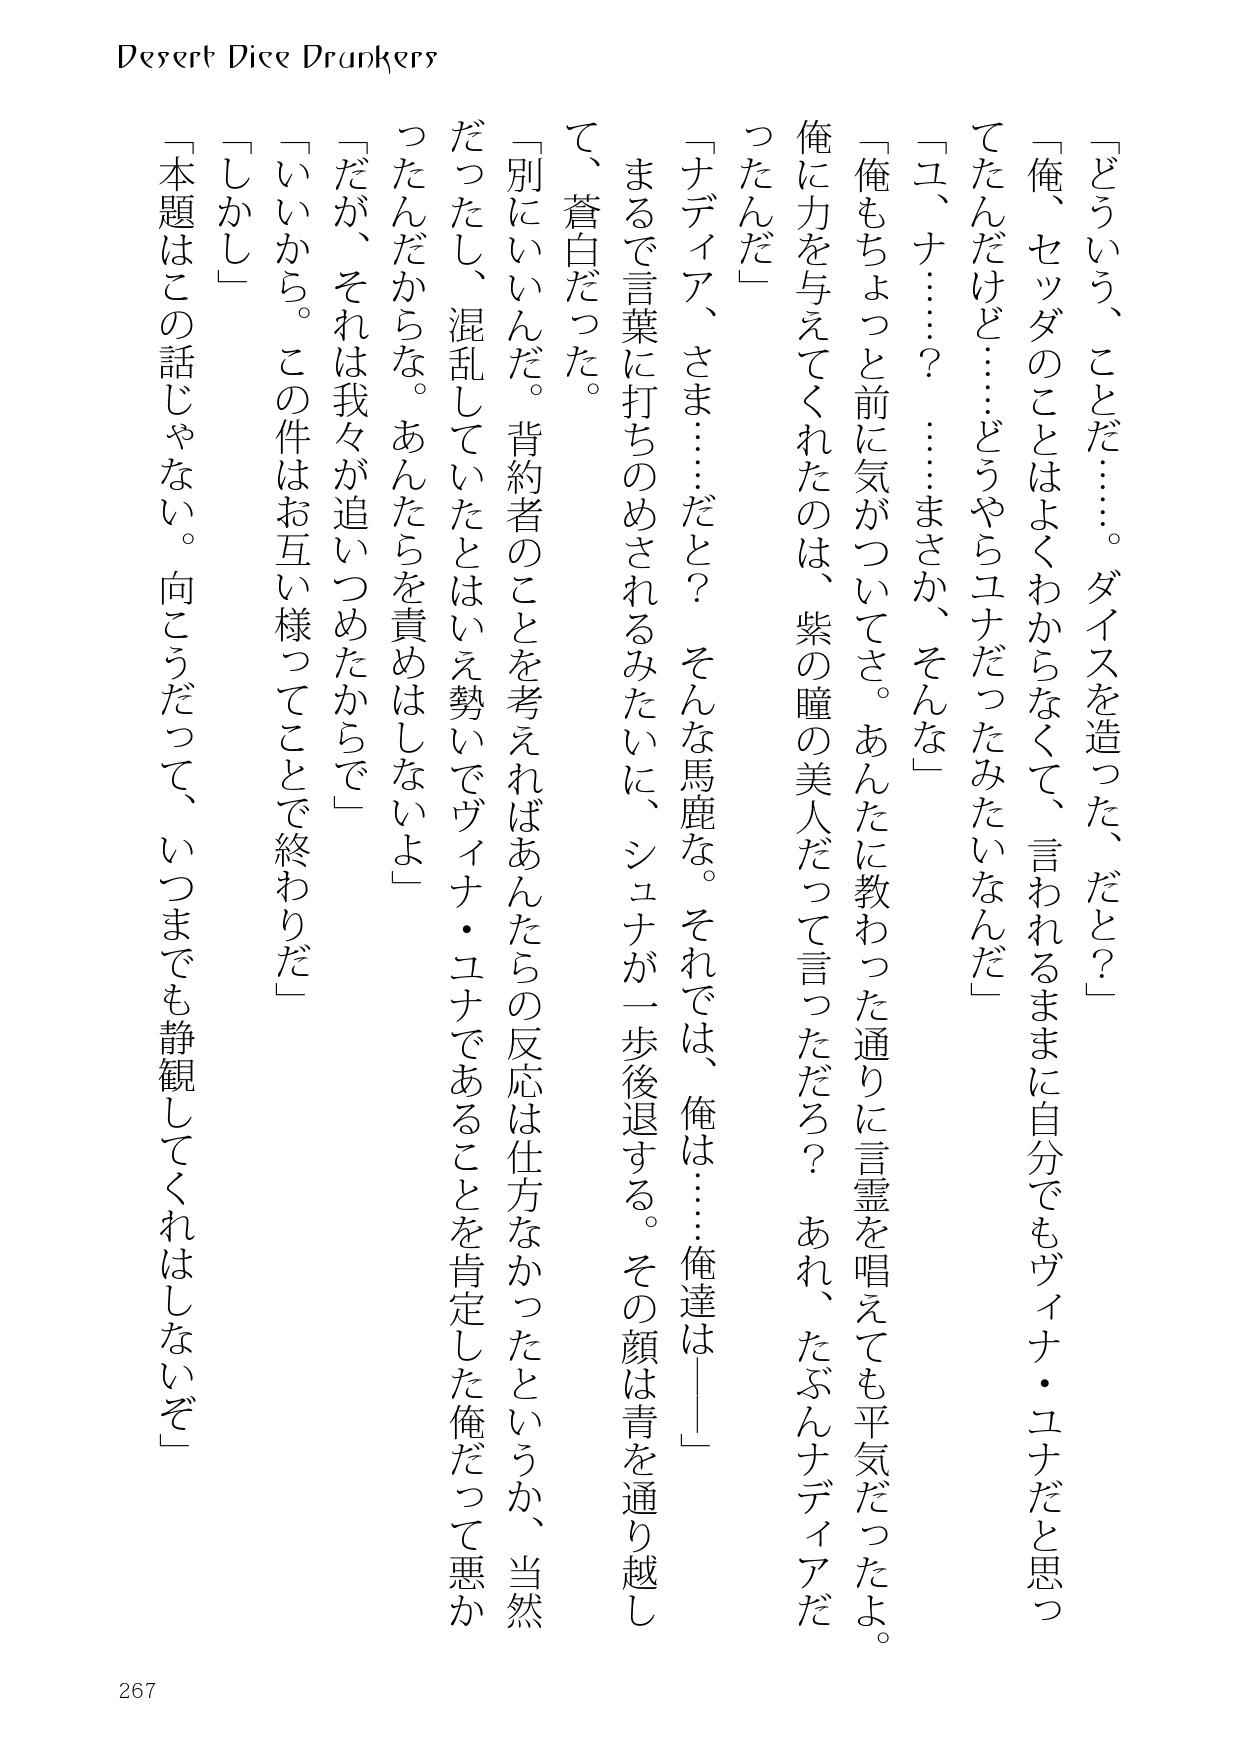 Desert Dice Drunkers
「どういう、ことだ……。ダイスを造った、だと？」
「俺、セッダのことはよくわからなくて、言われるままに自分でもヴィナ・ユナだと思っ
てたんだけど……どうやらユナだったみたいなんだ」
「ユ、ナ……？　……まさか、そんな」
「俺もちょっと前に気がついてさ。あんたに教わった通りに言霊を唱えても平気だったよ。
俺に力を与えてくれたのは、紫の瞳の美人だって言っただろ？　あれ、たぶんナディアだ
ったんだ」
「ナディア、さま……だと？　そんな馬鹿な。それでは、俺は……俺達は――」
　まるで言葉に打ちのめされるみたいに、シュナが一歩後退する。その顔は青を通り越し
て、蒼白だった。
「別にいいんだ。背約者のことを考えればあんたらの反応は仕方なかったというか、当然
だったし、混乱していたとはいえ勢いでヴィナ・ユナであることを肯定した俺だって悪か
ったんだからな。あんたらを責めはしないよ」
「だが、それは我々が追いつめたからで」
「いいから。この件はお互い様ってことで終わりだ」
「しかし」
「本題はこの話じゃない。向こうだって、いつまでも静観してくれはしないぞ」
267